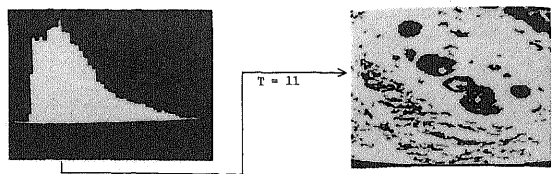 T = 11